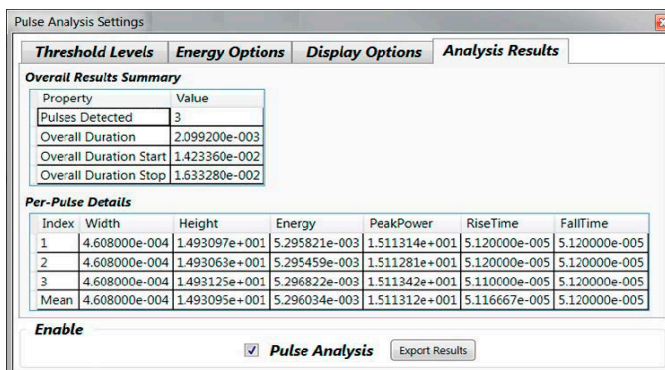 Pulse Analysis Settings
Threshold Levels Energy Options Display Options Analysis Results
Overall Results Summary
Property Value
Pulses Detected 3
Overall Duration 2.099200e-003
Overall Duration Start 1.423360e-002
Overall Duration Stop 1.633280e-002
Per-Pulse Details
Index Width Height Energy PeakPower RiseTime FallTime
1 4.608000e-004 1.493097e+001 5.295821e-003 1.511314e+001 5.120000e-005 5.120000e-005
2 4.608000e-004 1.493063e+001 5.295459e-003 1.511281e+001 5.120000e-005 5.120000e-005
3 4.608000e-004 1.493125e+001 5.296822e-003 1.511342e+001 5.110000e-005 5.120000e-005
Mean 4.608000e-004 1.493095e+001 5.296034e-003 1.511312e+001 5.116667e-005 5.120000e-005
Enable
Pulse Analysis Export Results